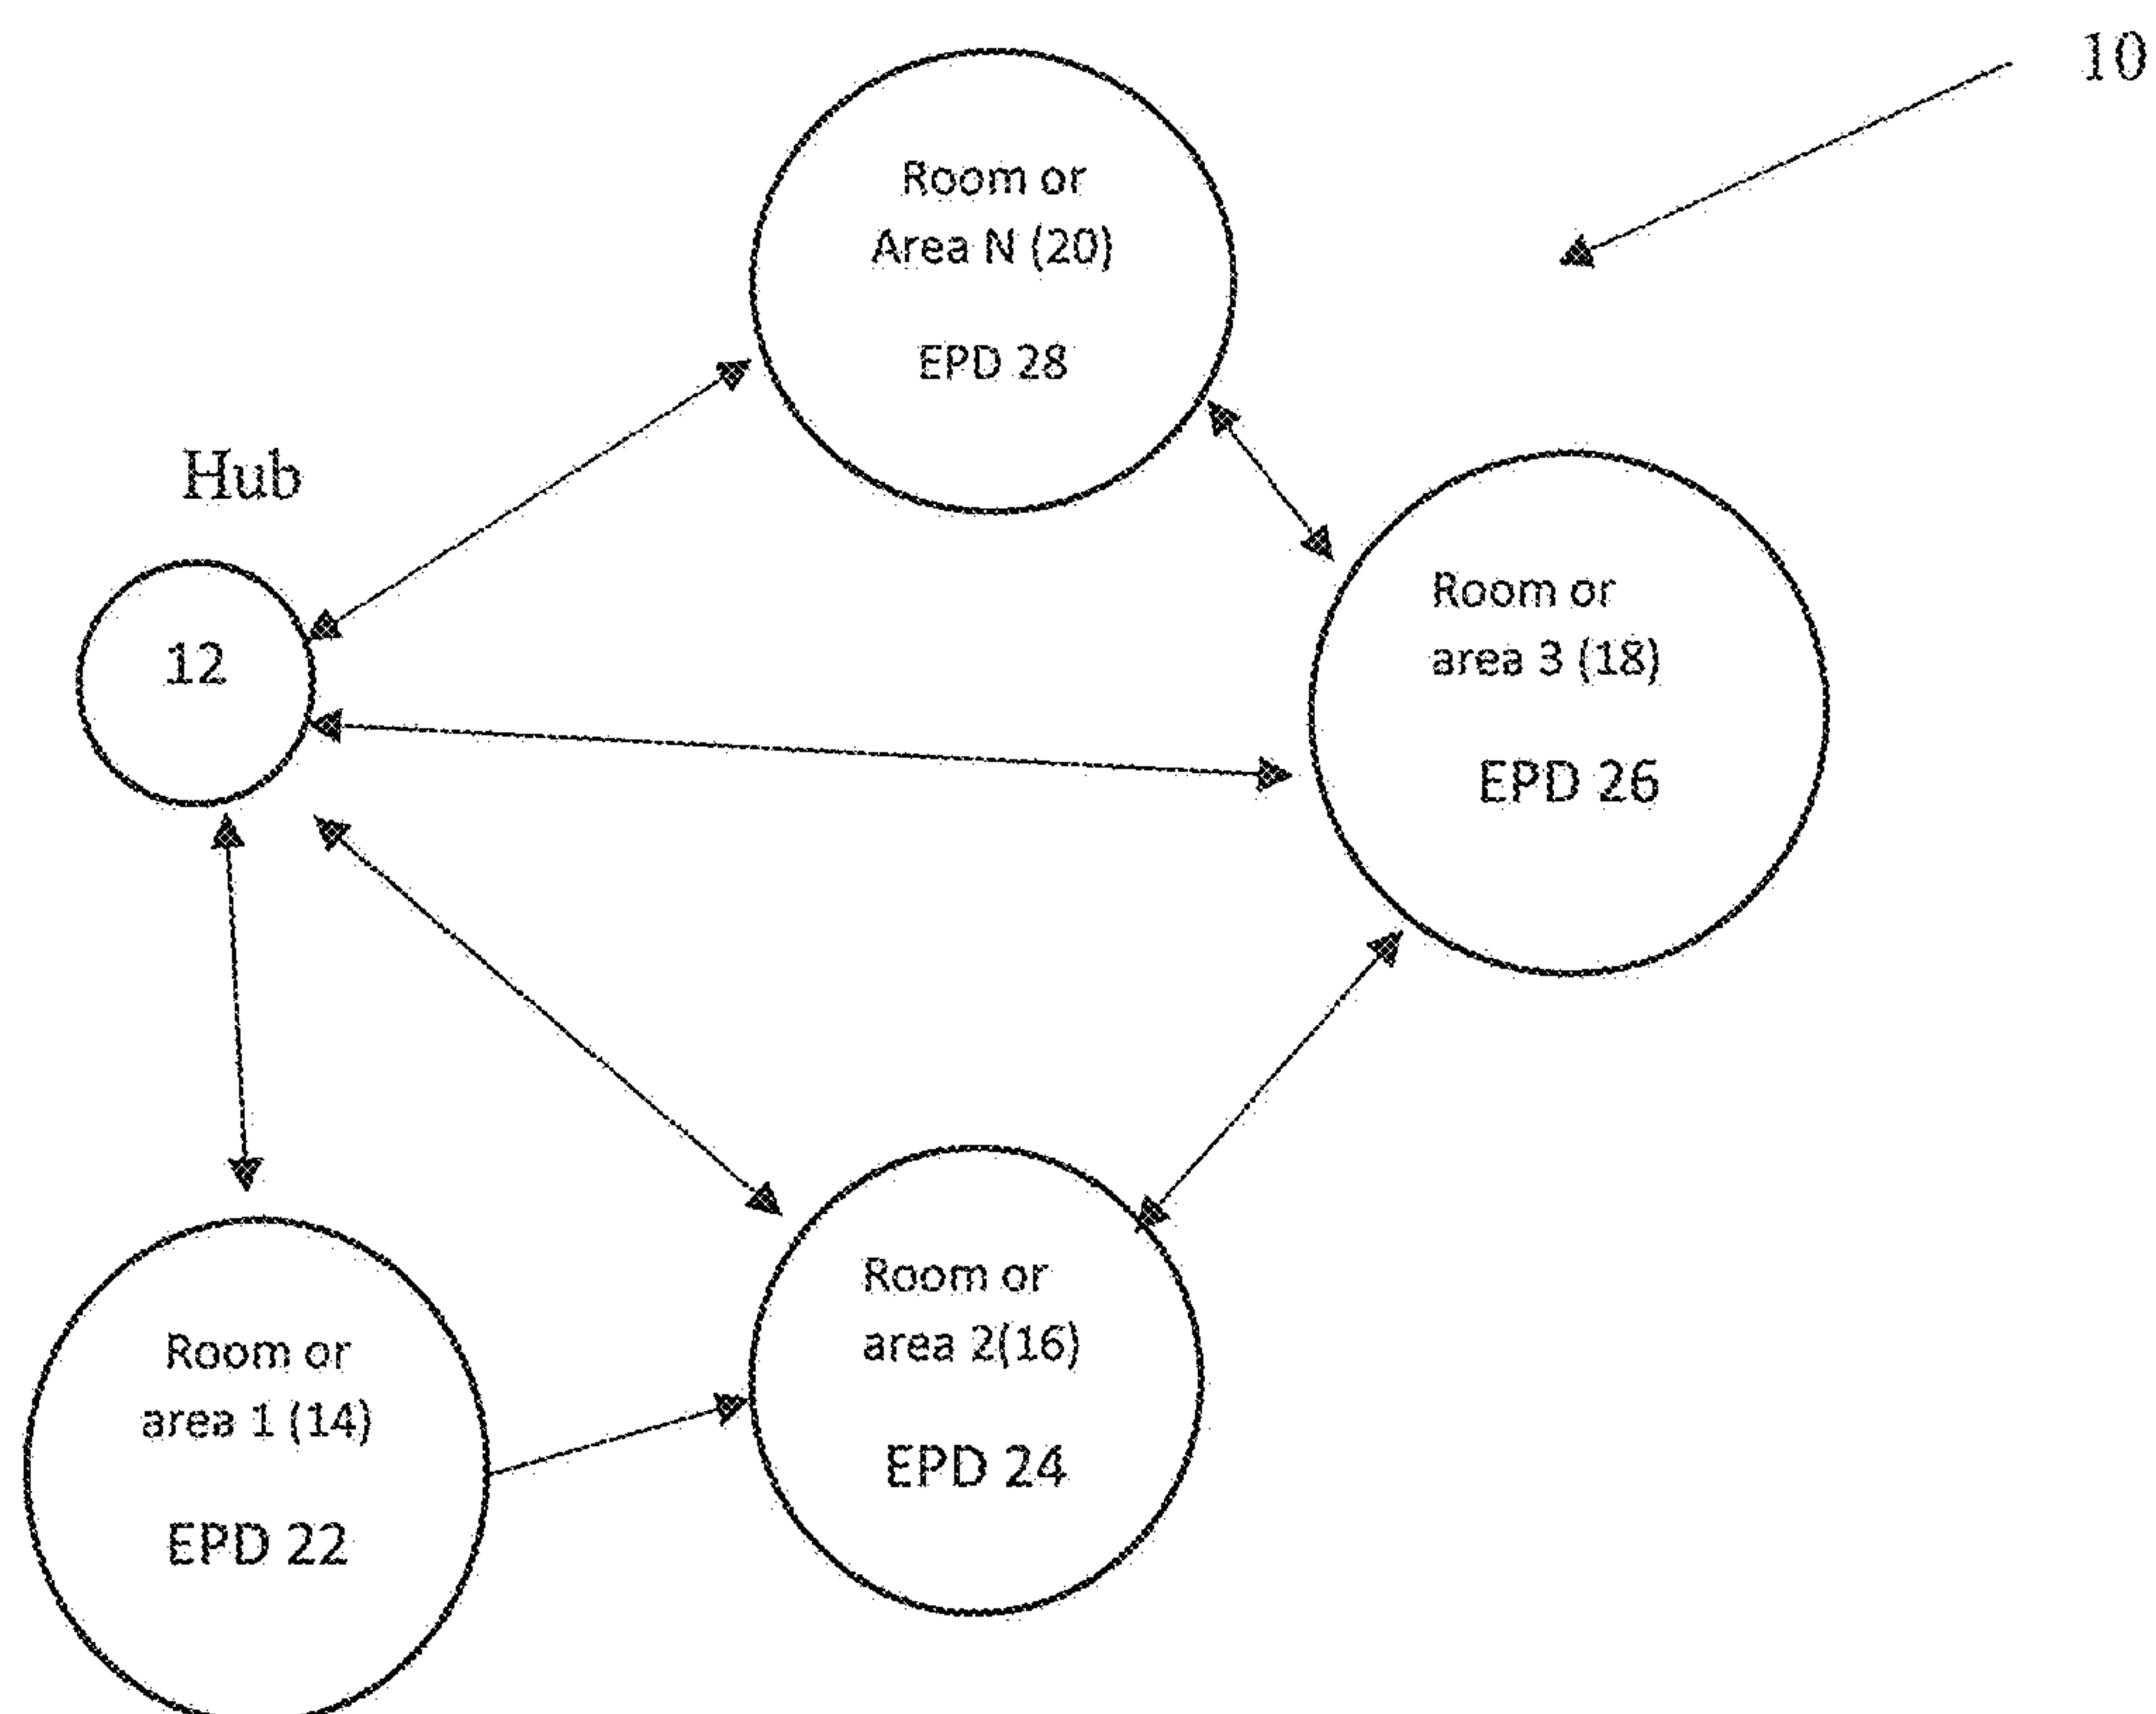 10
Room or
Area N (20)
EPD 28
Hub
12
Room or
area 3 (18)
EPD 26
Room or
area 2(16)
EPD 24
Room or
area 1 (14)
EPD 22